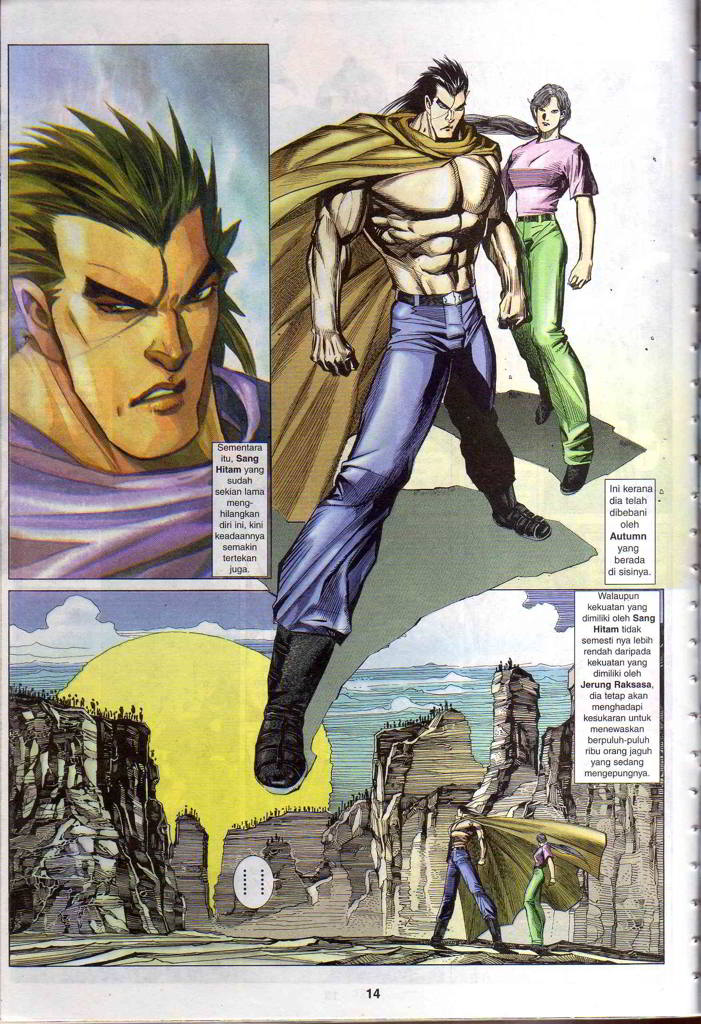 Sementara
itu, Sang
Hitam yang
sudah
sekian lama
meng-
hilangkan
diri ini, kini
keadaannya
semakin
tertekan
juga.
Ini kerana
dia telah
dibebani
oleh
Autumn
yang
berada
di sisinya.
Walaupun
kekuatan yang
dimiliki oleh Sang
Hitam tidak
semesti nya lebih
rendah daripada
kekuatan yang
dimiliki oleh
Jerung Raksasa,
dia tetap akan
menghadapi
kesukaran untuk
menewaskan
berpuluh-puluh
ribu orang jaguh
yang sedang
mengepungnya.
14